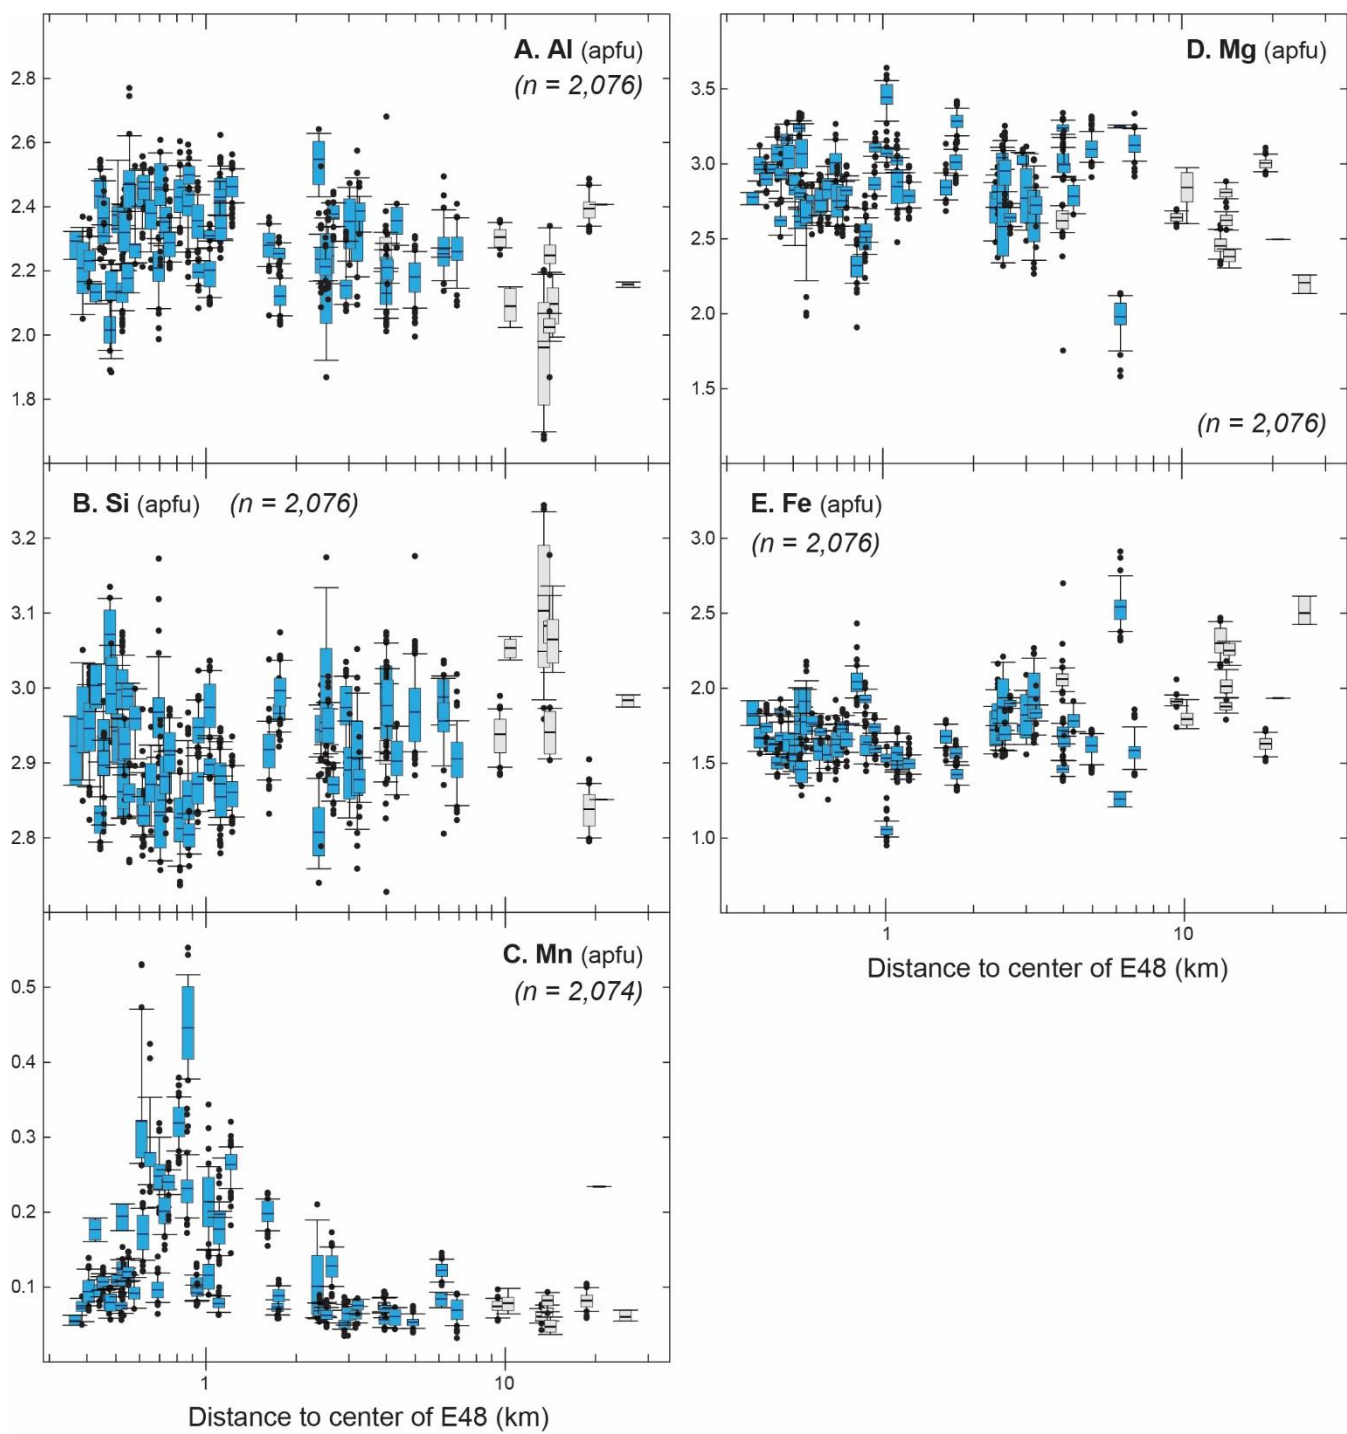 A. Al (apfu)
(n = 2,076)
2.8
2.6
2.4
2.2
2.0
1.8
B. Si (apfu) (n = 2,076)
3.2
3.1
3.0
2.9
2.8
C. Mn (apfu)
(n = 2,074)
0.5
0.4
0.3
0.2
0.1
1 10
Distance to center of E48 (km)
D. Mg (apfu)
3.5
3.0
2.5
2.0
1.5
(n = 2,076)
E. Fe (apfu)
(n = 2,076)
3.0
2.5
2.0
1.5
1.0
1 10
Distance to center of E48 (km)